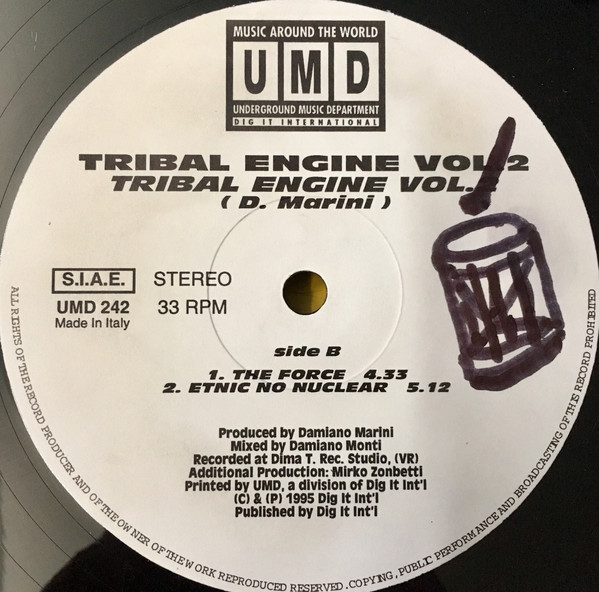 MUSIC AROUND THE WORLD
UMD
UNDERGROUND MUSIC DEPARTMENT
DIG IT INTERNATIONAL
TRIBAL ENGINE VOL.2
TRIBAL ENGINE VOL.2
( D. Marini )
S.I.A.E. STEREO
UMD 242 33 RPM
Made in Italy
side B
1. THE FORCE 4.33
2. ETNIC NO NUCLEAR 5.12
Produced by Damiano Marini
Mixed by Damiano Monti
Recorded at Dima T. Rec. Studio, (VR)
Additional Production: Mirko Zonbetti
Printed by UMD, a division of Dig It Int'l
(C) & (P) 1995 Dig It Int'l
Published by Dig It Int'l
ALL RIGHTS OF THE RECORD PRODUCER AND OF THE OWNER OF THE WORK REPRODUCED RESERVED. COPYING, PUBLIC PERFORMANCE AND BROADCASTING OF THIS RECORD PROHIBITED